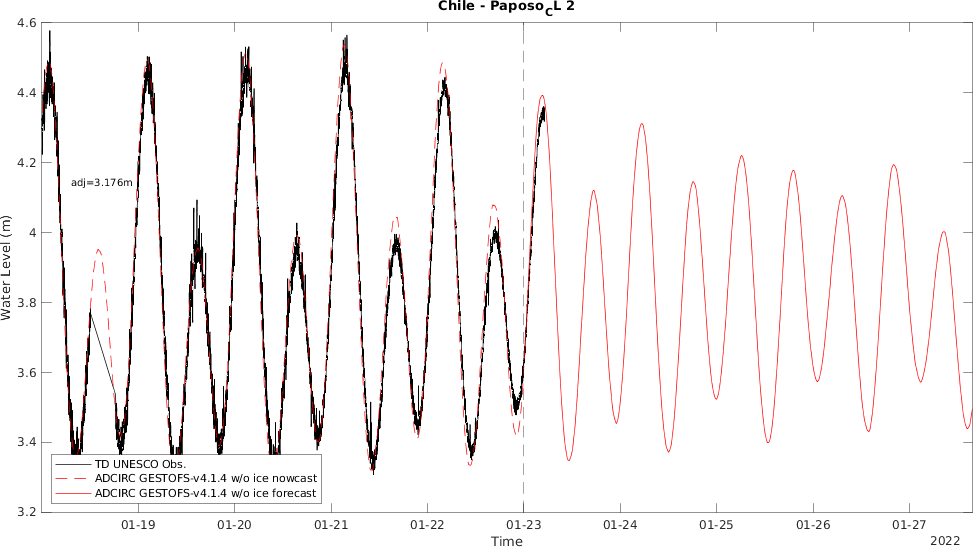 Chile - Paposo_CL 2
4.6
4.4
4.2
4
3.8
3.6
3.4
3.2
Water Level (m)
adj=3.176m
TD UNESCO Obs.
ADCIRC GESTOFS-v4.1.4 w/o ice nowcast
ADCIRC GESTOFS-v4.1.4 w/o ice forecast
01-19 01-20 01-21 01-22 01-23 01-24 01-25 01-26 01-27
Time
2022